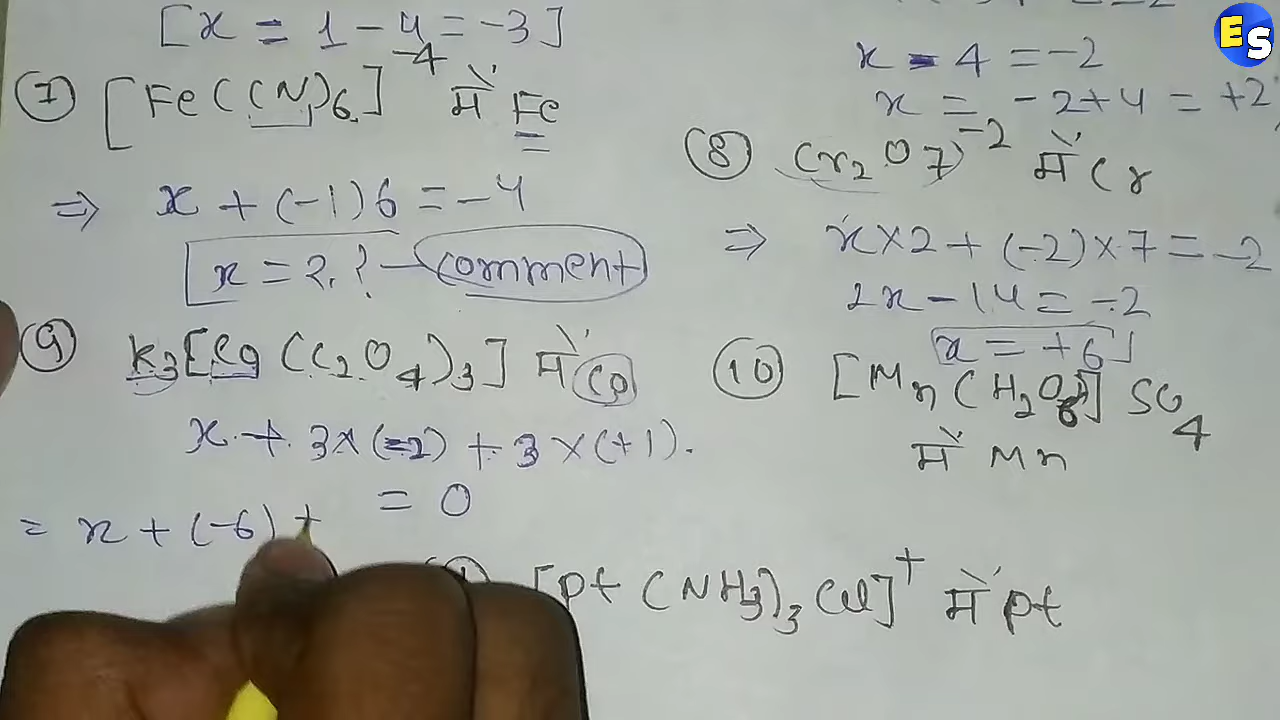 [x = 1 - 4 = -3]
(7) [Fe(CN)6]-4 में Fe
⇒ x + (-1)6 = -4
x = ? ? — comment
(9) K3[Co(C2O4)3] में Co
x + 3×(-2) + 3×(+1).
= 0
= x + (-6) +
x - 4 = -2
x = -2+4 = +2
(8) (Cr2O7)-2 में Cr
⇒ x×2 + (-2)×7 = -2
2x - 14 = -2
[x = +6]
(10) [Mn(H2O)6] SO4
में Mn
[Pt(NH3)3Cl]+ में Pt
ES